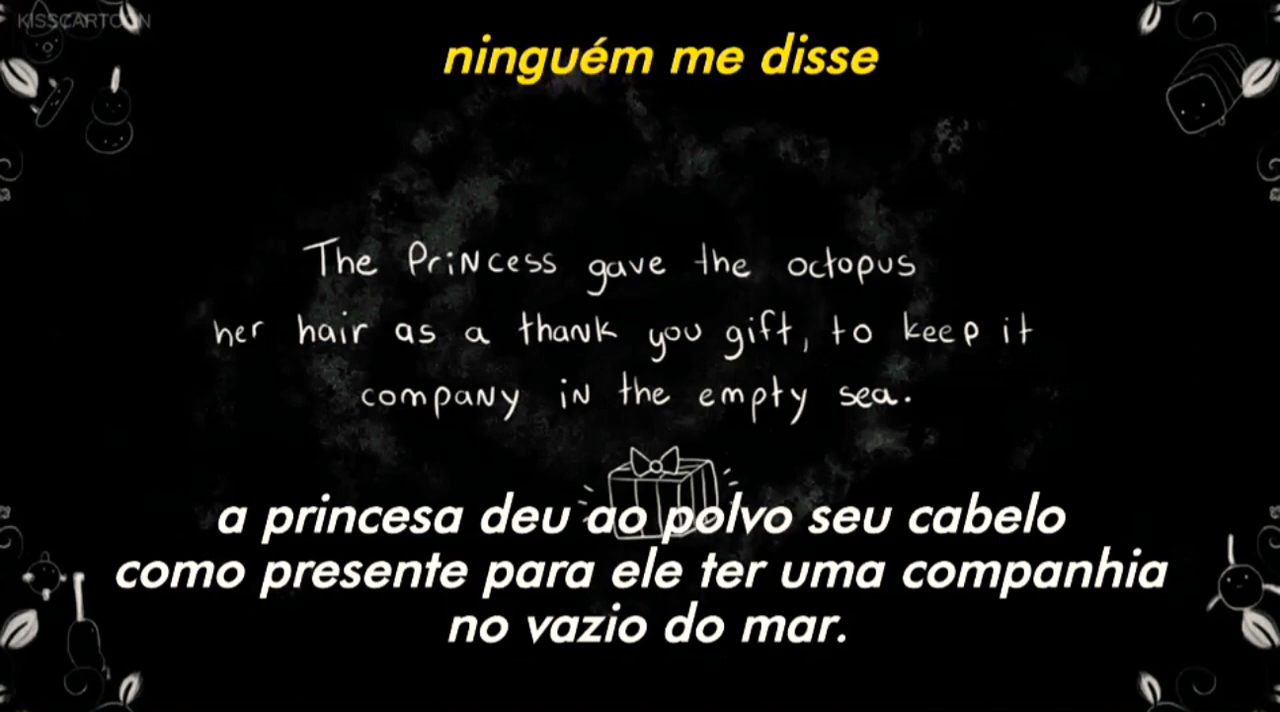 KISSCARTOON
ninguém me disse
The Princess gave the octopus
her hair as a thank you gift, to keep it
company in the empty sea.
a princesa deu ao polvo seu cabelo
como presente para ele ter uma companhia
no vazio do mar.